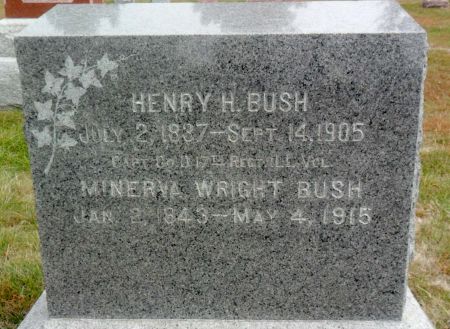 HENRY H. BUSH
JULY 2, 1837–SEPT. 14, 1905
CAPT. CO. D. 17TH REGT. ILL. VOL.
MINERVA WRIGHT BUSH
JAN. 2, 1843–MAY 4, 1915